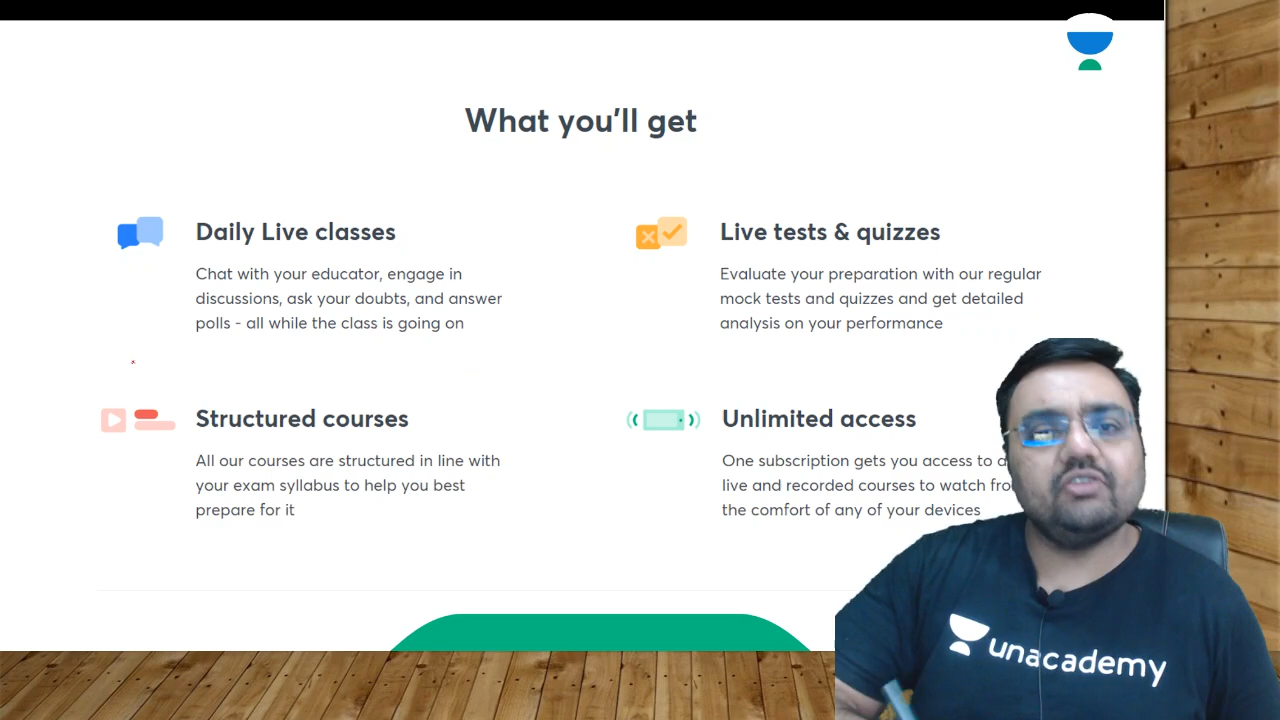 What you'll get
Daily Live classes
Chat with your educator, engage in
discussions, ask your doubts, and answer
polls - all while the class is going on
Live tests & quizzes
Evaluate your preparation with our regular
mock tests and quizzes and get detailed
analysis on your performance
Structured courses
All our courses are structured in line with
your exam syllabus to help you best
prepare for it
Unlimited access
One subscription gets you access to
live and recorded courses to watch
the comfort of any of your devices
unacademy